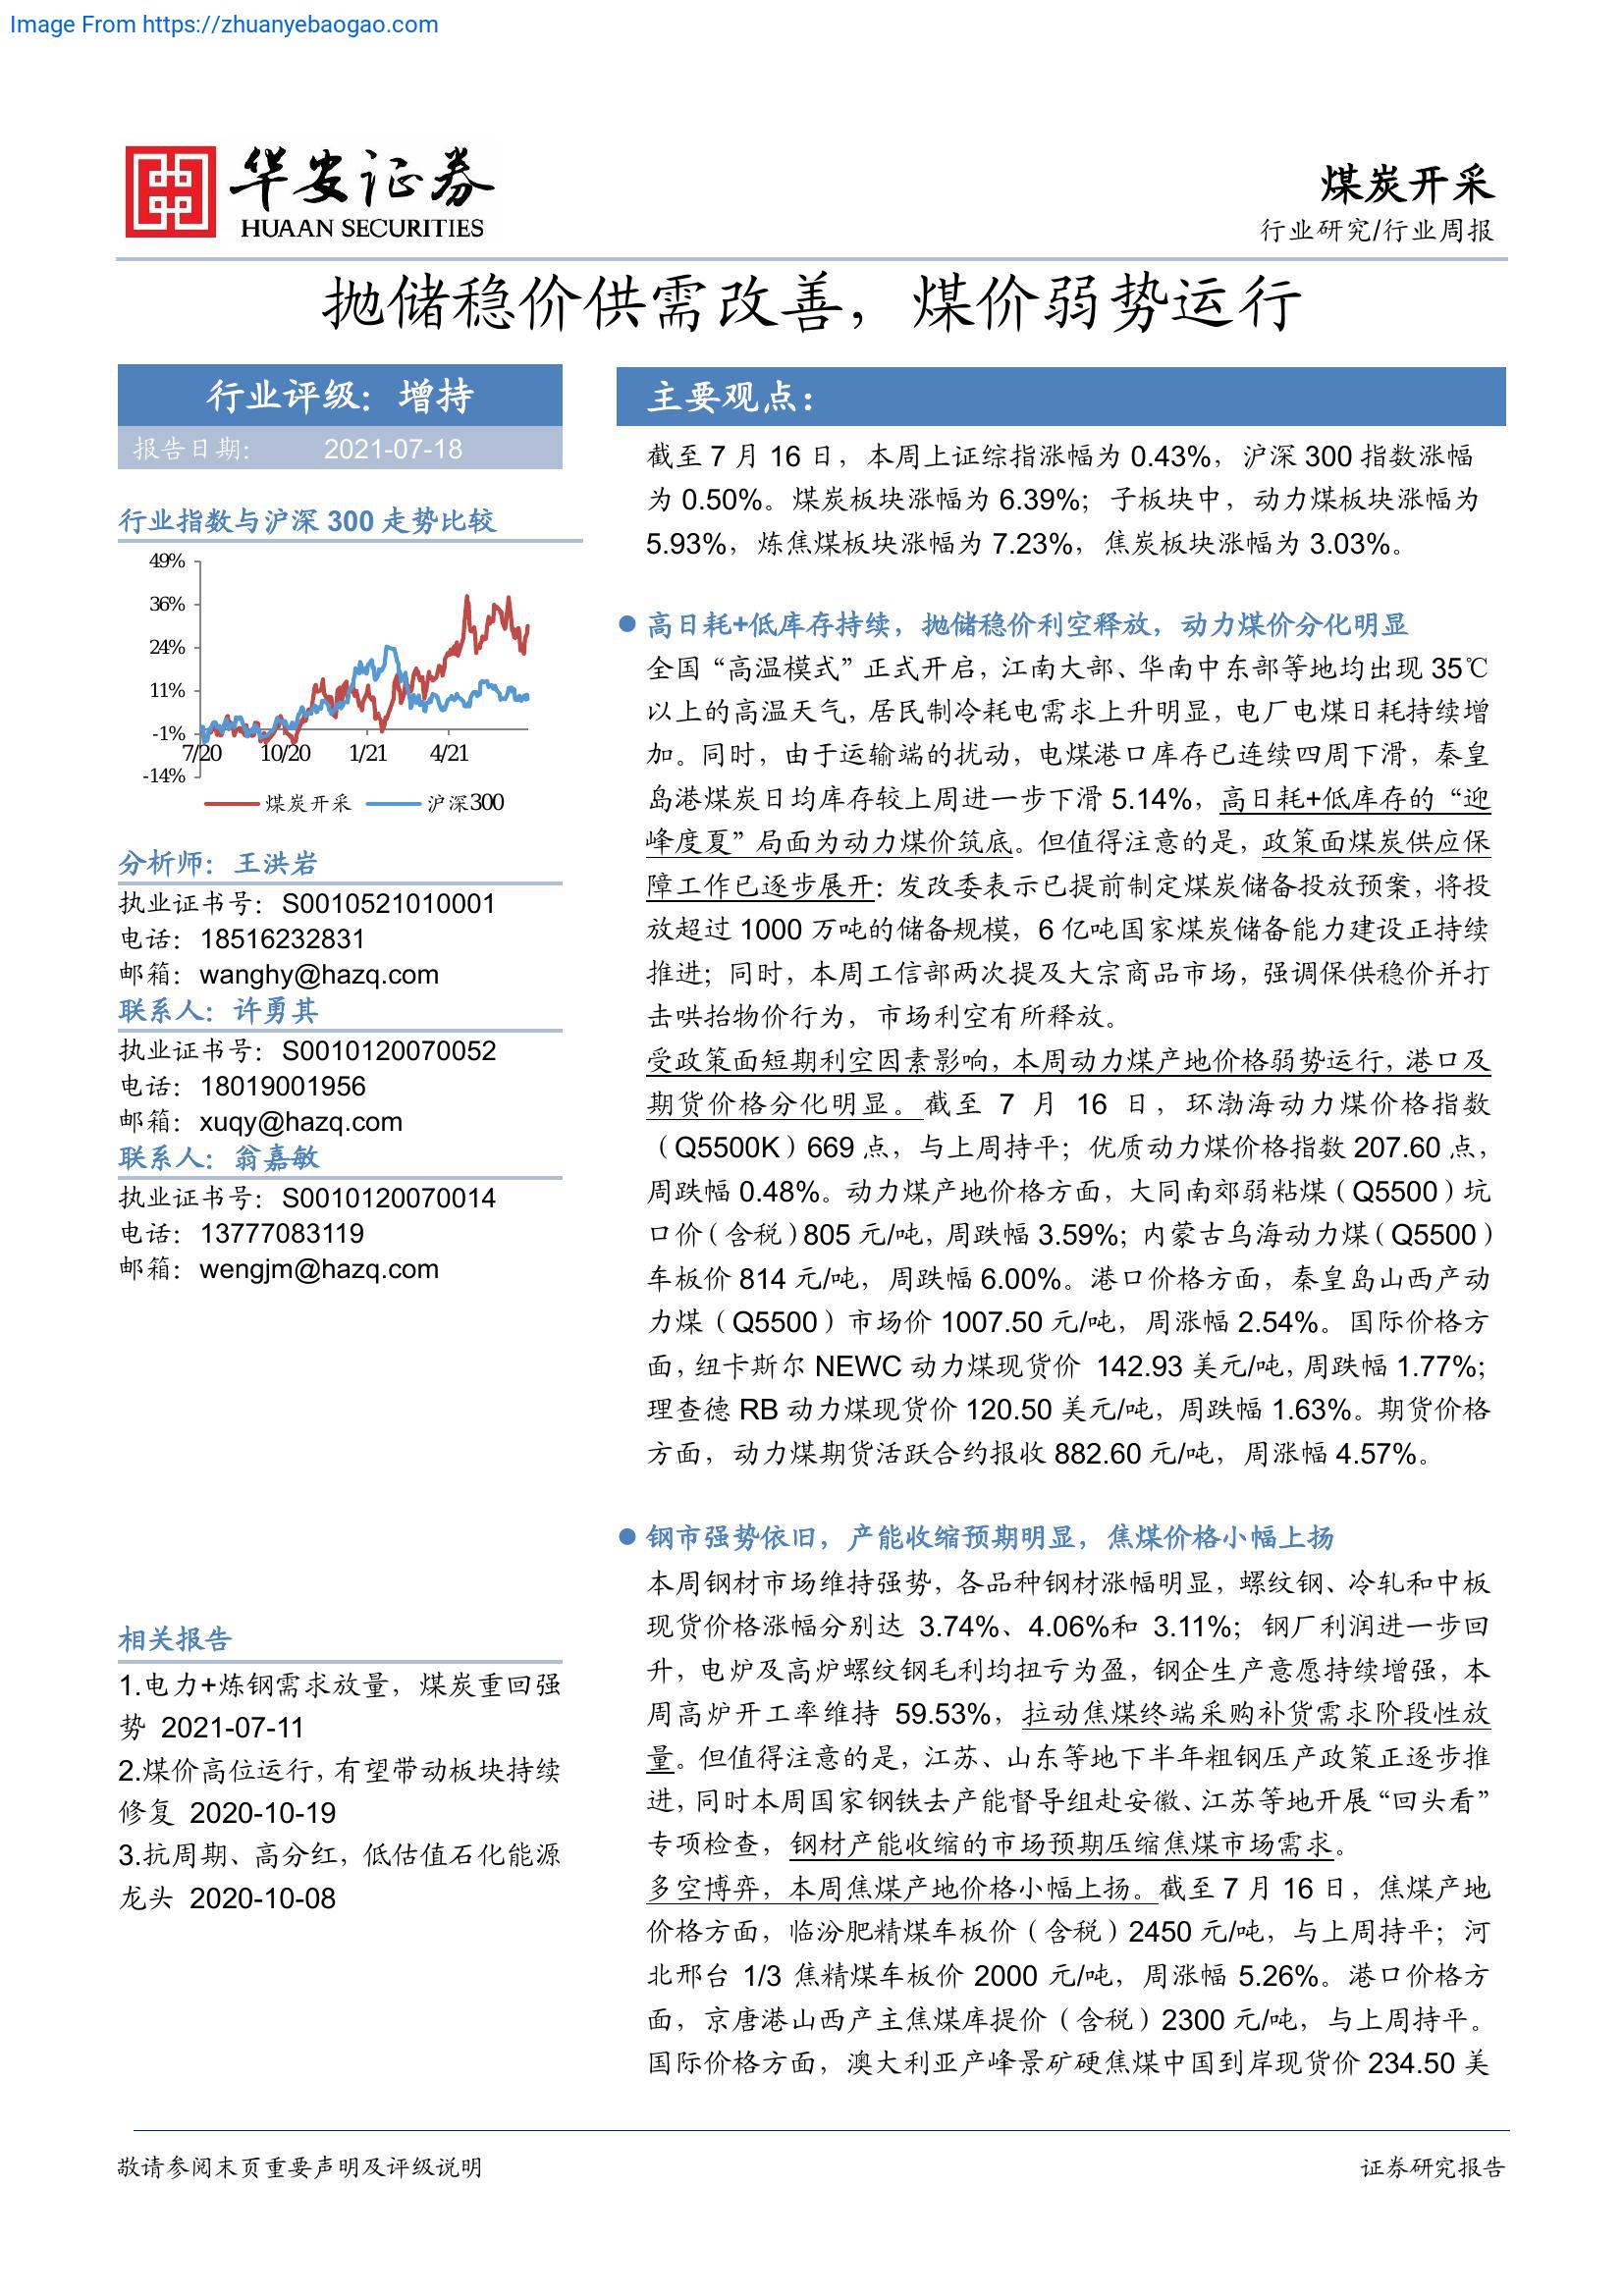 Image From https://zhuanyebaogao.com
华安证券
HUAAN SECURITIES
煤炭开采
行业研究/行业周报
抛储稳价供需改善，煤价弱势运行
行业评级：增持
报告日期： 2021-07-18
行业指数与沪深 300 走势比较
49%
36%
24%
11%
-1%
-14%
7/20 10/20 1/21 4/21
煤炭开采 沪深300
分析师：王洪岩
执业证书号：S0010521010001
电话：18516232831
邮箱：wanghy@hazq.com
联系人：许勇其
执业证书号：S0010120070052
电话：18019001956
邮箱：xuqy@hazq.com
联系人：翁嘉敏
执业证书号：S0010120070014
电话：13777083119
邮箱：wengjm@hazq.com
相关报告
1.电力+炼钢需求放量，煤炭重回强
势 2021-07-11
2.煤价高位运行，有望带动板块持续
修复 2020-10-19
3.抗周期、高分红，低估值石化能源
龙头 2020-10-08
主要观点：
截至 7 月 16 日，本周上证综指涨幅为 0.43%，沪深 300 指数涨幅
为 0.50%。煤炭板块涨幅为 6.39%；子板块中，动力煤板块涨幅为
5.93%，炼焦煤板块涨幅为 7.23%，焦炭板块涨幅为 3.03%。
● 高日耗+低库存持续，抛储稳价利空释放，动力煤价分化明显
全国“高温模式”正式开启，江南大部、华南中东部等地均出现 35℃
以上的高温天气，居民制冷耗电需求上升明显，电厂电煤日耗持续增
加。同时，由于运输端的扰动，电煤港口库存已连续四周下滑，秦皇
岛港煤炭日均库存较上周进一步下滑 5.14%，高日耗+低库存的“迎
峰度夏”局面为动力煤价筑底。但值得注意的是，政策面煤炭供应保
障工作已逐步展开：发改委表示已提前制定煤炭储备投放预案，将投
放超过 1000 万吨的储备规模，6 亿吨国家煤炭储备能力建设正持续
推进；同时，本周工信部两次提及大宗商品市场，强调保供稳价并打
击哄抬物价行为，市场利空有所释放。
受政策面短期利空因素影响，本周动力煤产地价格弱势运行，港口及
期货价格分化明显。截至 7 月 16 日，环渤海动力煤价格指数
（Q5500K）669 点，与上周持平；优质动力煤价格指数 207.60 点，
周跌幅 0.48%。动力煤产地价格方面，大同南郊弱粘煤（Q5500）坑
口价（含税）805 元/吨，周跌幅 3.59%；内蒙古乌海动力煤（Q5500）
车板价 814 元/吨，周跌幅 6.00%。港口价格方面，秦皇岛山西产动
力煤（Q5500）市场价 1007.50 元/吨，周涨幅 2.54%。国际价格方
面，纽卡斯尔 NEWC 动力煤现货价 142.93 美元/吨，周跌幅 1.77%；
理查德 RB 动力煤现货价 120.50 美元/吨，周跌幅 1.63%。期货价格
方面，动力煤期货活跃合约报收 882.60 元/吨，周涨幅 4.57%。
● 钢市强势依旧，产能收缩预期明显，焦煤价格小幅上扬
本周钢材市场维持强势，各品种钢材涨幅明显，螺纹钢、冷轧和中板
现货价格涨幅分别达 3.74%、4.06%和 3.11%；钢厂利润进一步回
升，电炉及高炉螺纹钢毛利均扭亏为盈，钢企生产意愿持续增强，本
周高炉开工率维持 59.53%，拉动焦煤终端采购补货需求阶段性放
量。但值得注意的是，江苏、山东等地下半年粗钢压产政策正逐步推
进，同时本周国家钢铁去产能督导组赴安徽、江苏等地开展“回头看”
专项检查，钢材产能收缩的市场预期压缩焦煤市场需求。
多空博弈，本周焦煤产地价格小幅上扬。截至 7 月 16 日，焦煤产地
价格方面，临汾肥精煤车板价（含税）2450 元/吨，与上周持平；河
北邢台 1/3 焦精煤车板价 2000 元/吨，周涨幅 5.26%。港口价格方
面，京唐港山西产主焦煤库提价（含税）2300 元/吨，与上周持平。
国际价格方面，澳大利亚产峰景矿硬焦煤中国到岸现货价 234.50 美
敬请参阅末页重要声明及评级说明
证券研究报告